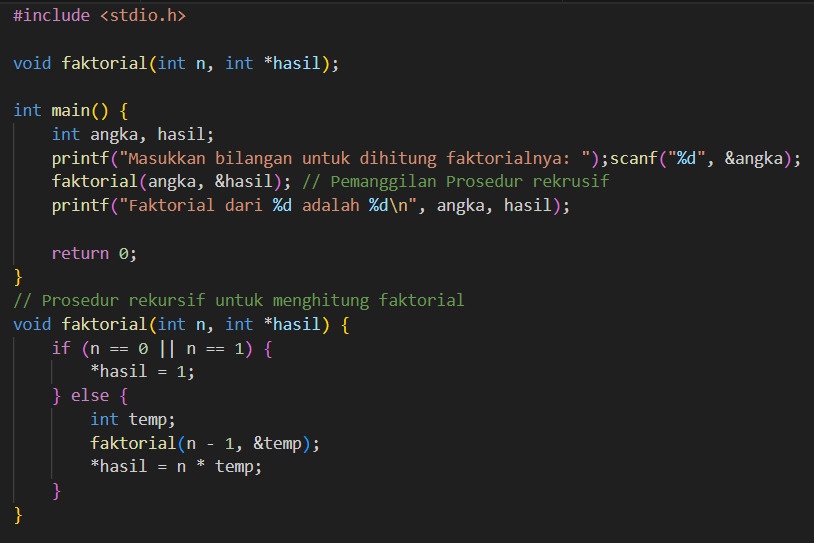 #include <stdio.h>
void faktorial(int n, int *hasil);
int main() {
int angka, hasil;
printf("Masukkan bilangan untuk dihitung faktorialnya: ");scanf("%d", &angka);
faktorial(angka, &hasil); // Pemanggilan Prosedur rekrusif
printf("Faktorial dari %d adalah %d\n", angka, hasil);
return 0;
}
// Prosedur rekursif untuk menghitung faktorial
void faktorial(int n, int *hasil) {
if (n == 0 || n == 1) {
*hasil = 1;
} else {
int temp;
faktorial(n - 1, &temp);
*hasil = n * temp;
}
}